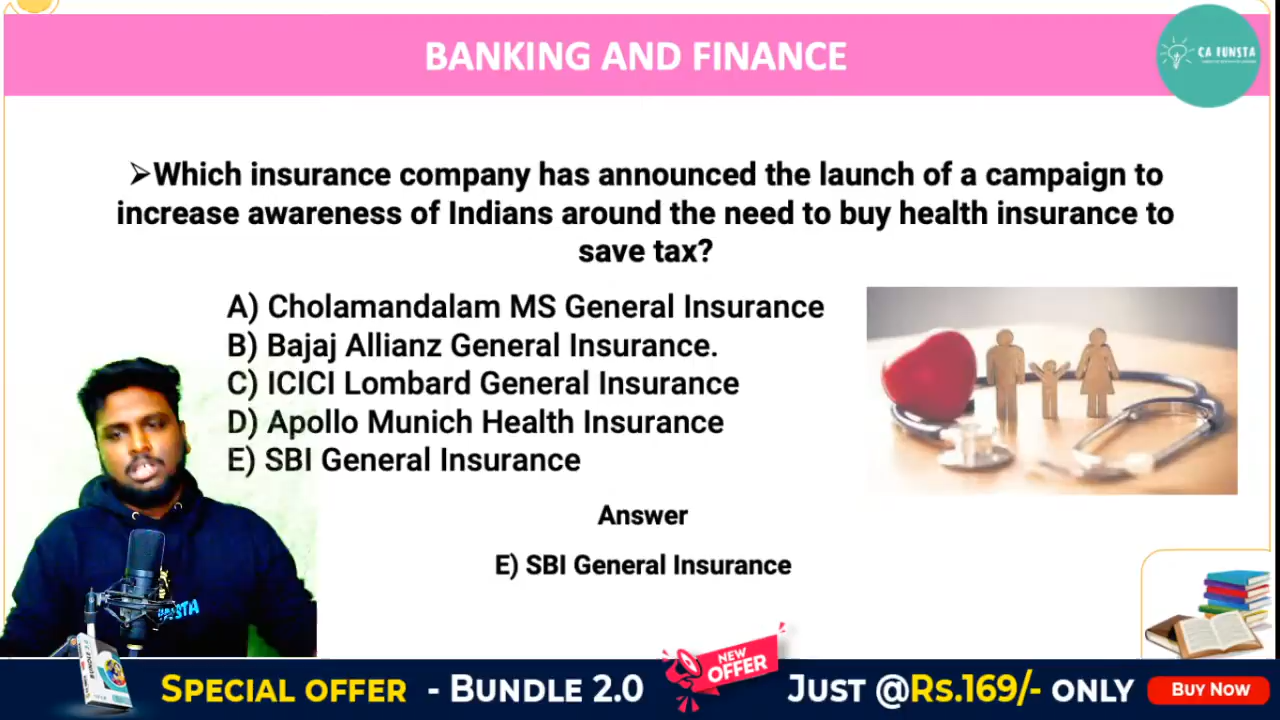 BANKING AND FINANCE
CA FUNSTA
➢Which insurance company has announced the launch of a campaign to
increase awareness of Indians around the need to buy health insurance to
save tax?
A) Cholamandalam MS General Insurance
B) Bajaj Allianz General Insurance.
C) ICICI Lombard General Insurance
D) Apollo Munich Health Insurance
E) SBI General Insurance
Answer
E) SBI General Insurance
NEW
OFFER
SPECIAL OFFER - BUNDLE 2.0 JUST @Rs.169/- ONLY Buy Now